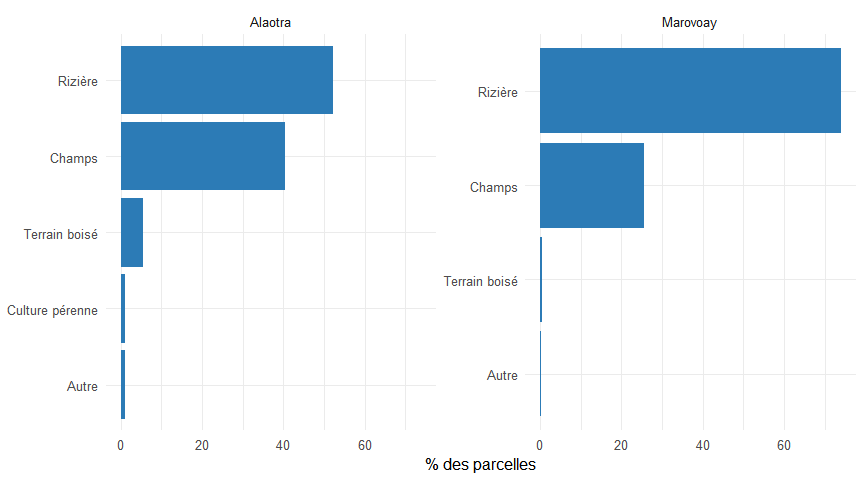 Alaotra
Marovoay
Rizière
Champs
Terrain boisé
Culture pérenne
Autre
Rizière
Champs
Terrain boisé
Autre
0 20 40 60
0 20 40 60
% des parcelles